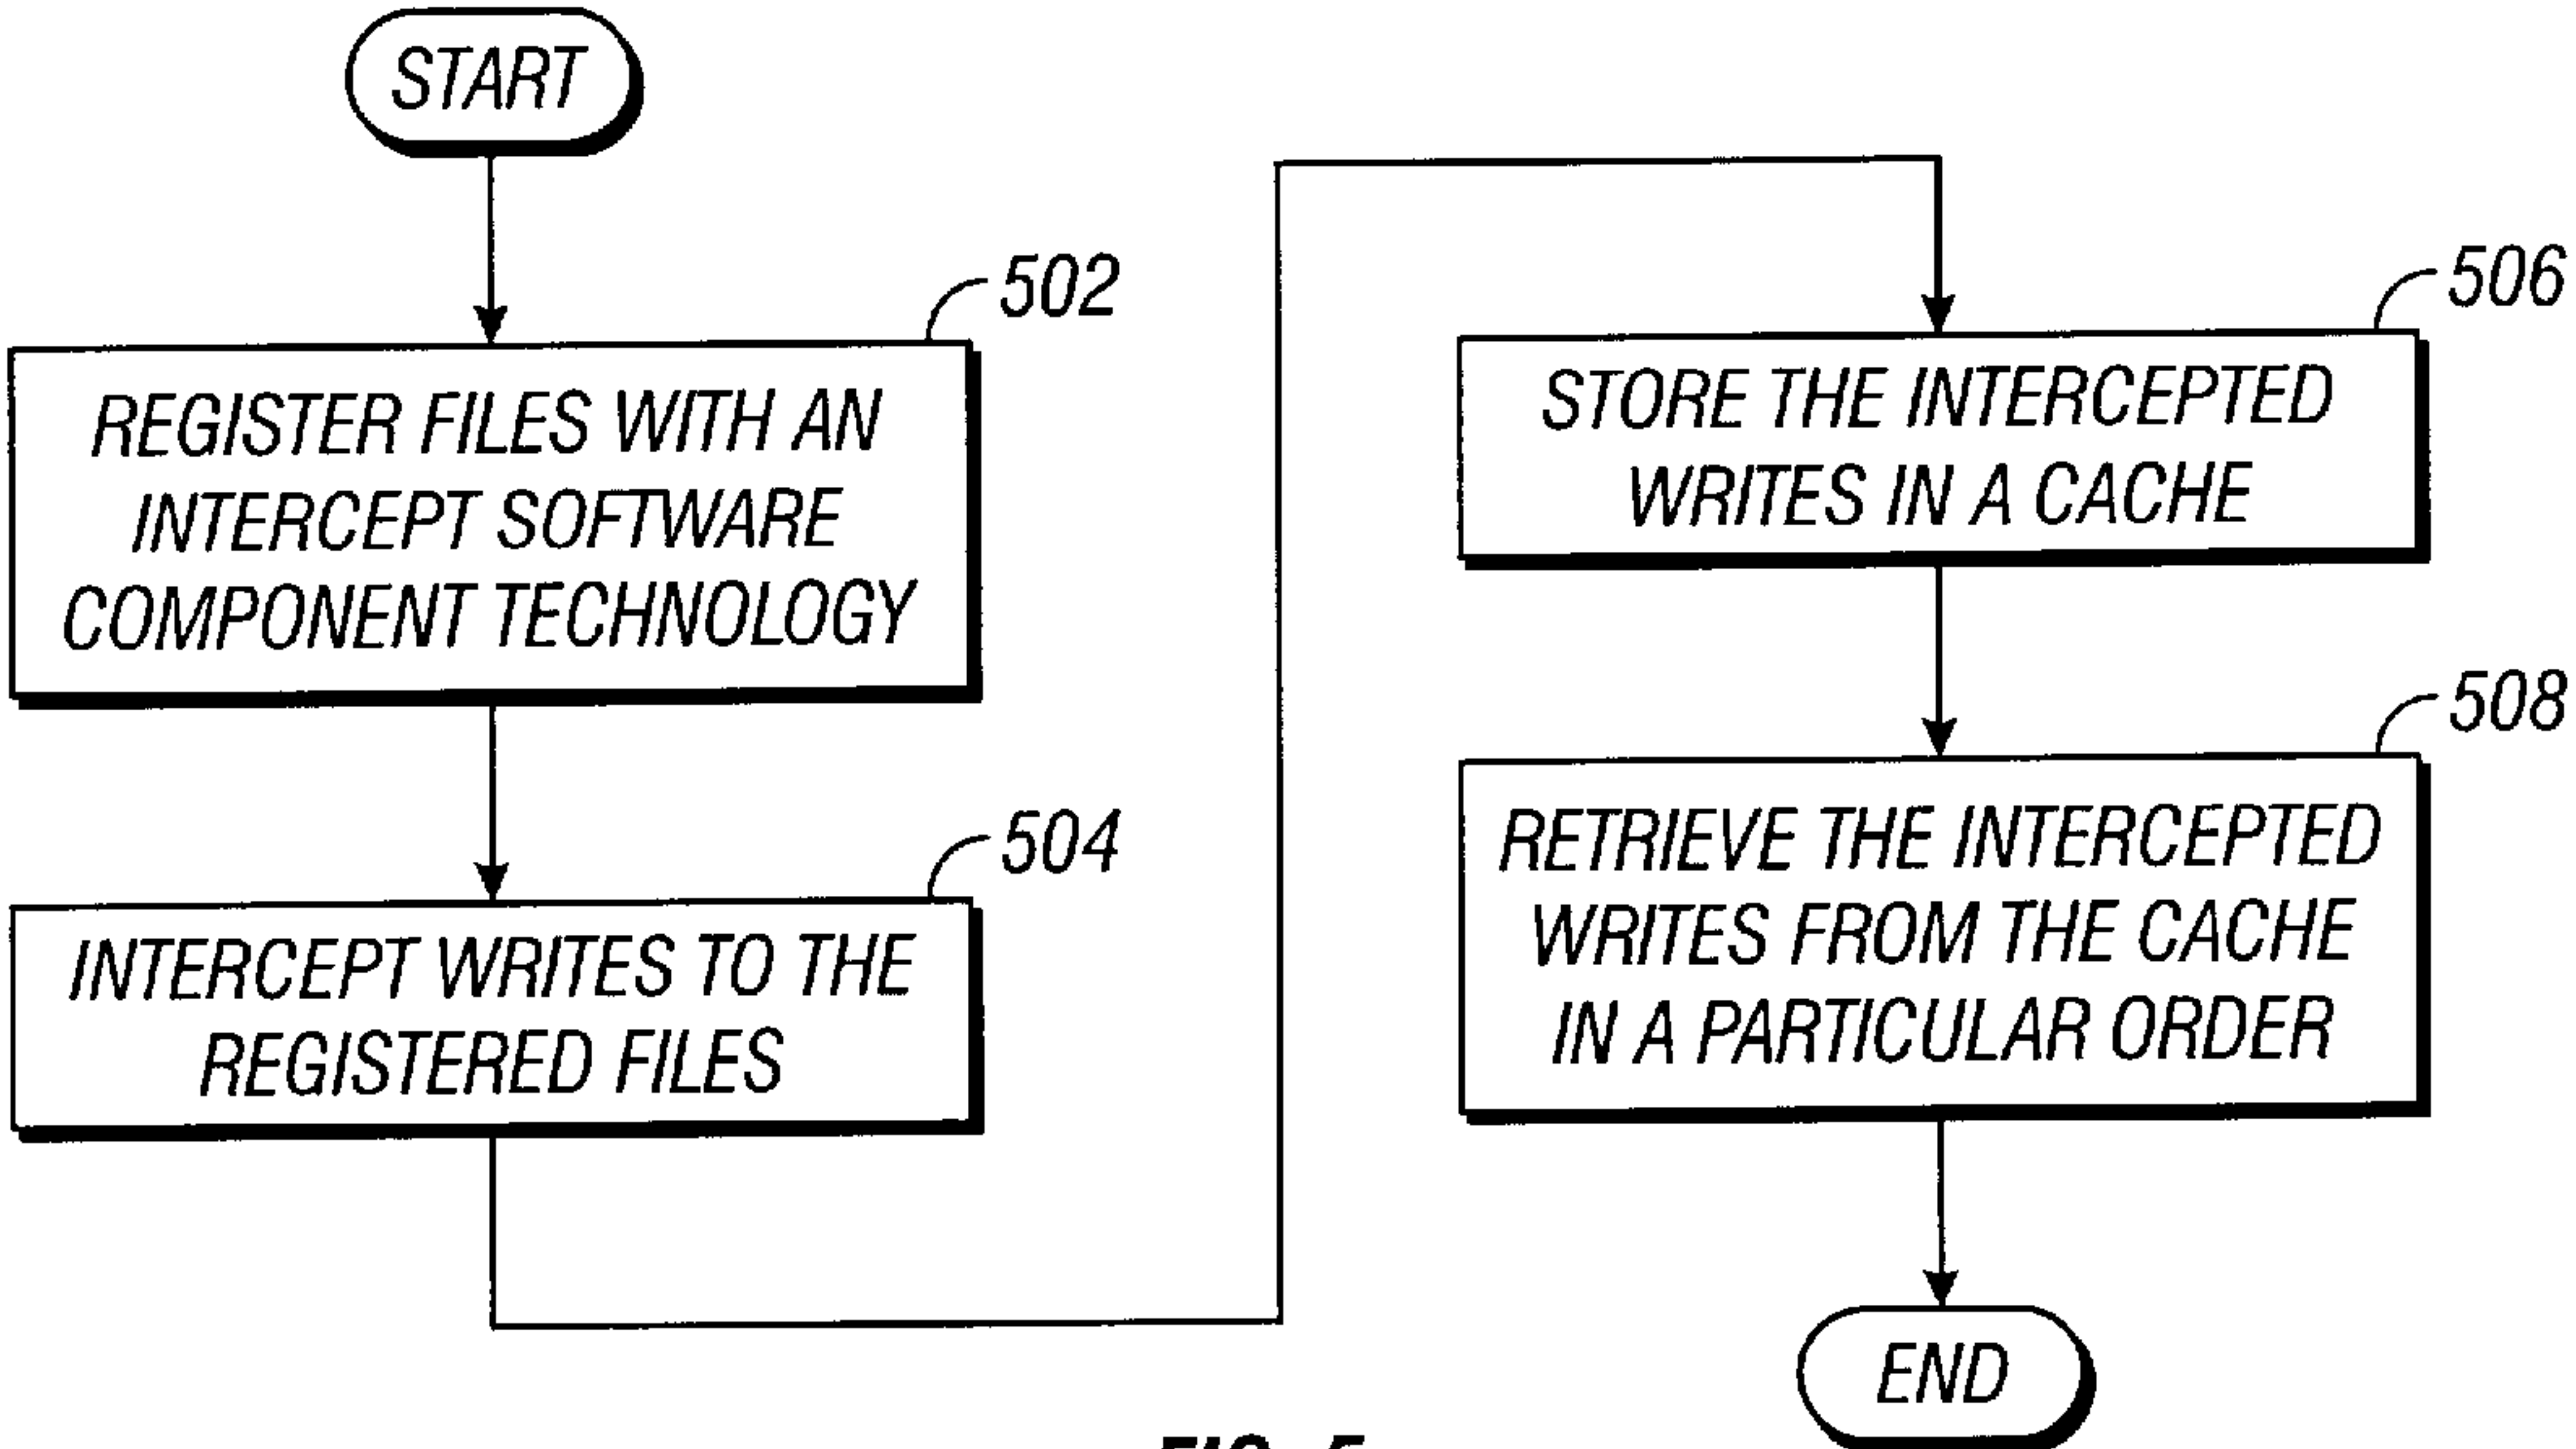 START
502
REGISTER FILES WITH AN
INTERCEPT SOFTWARE
COMPONENT TECHNOLOGY
504
INTERCEPT WRITES TO THE
REGISTERED FILES
506
STORE THE INTERCEPTED
WRITES IN A CACHE
508
RETRIEVE THE INTERCEPTED
WRITES FROM THE CACHE
IN A PARTICULAR ORDER
END